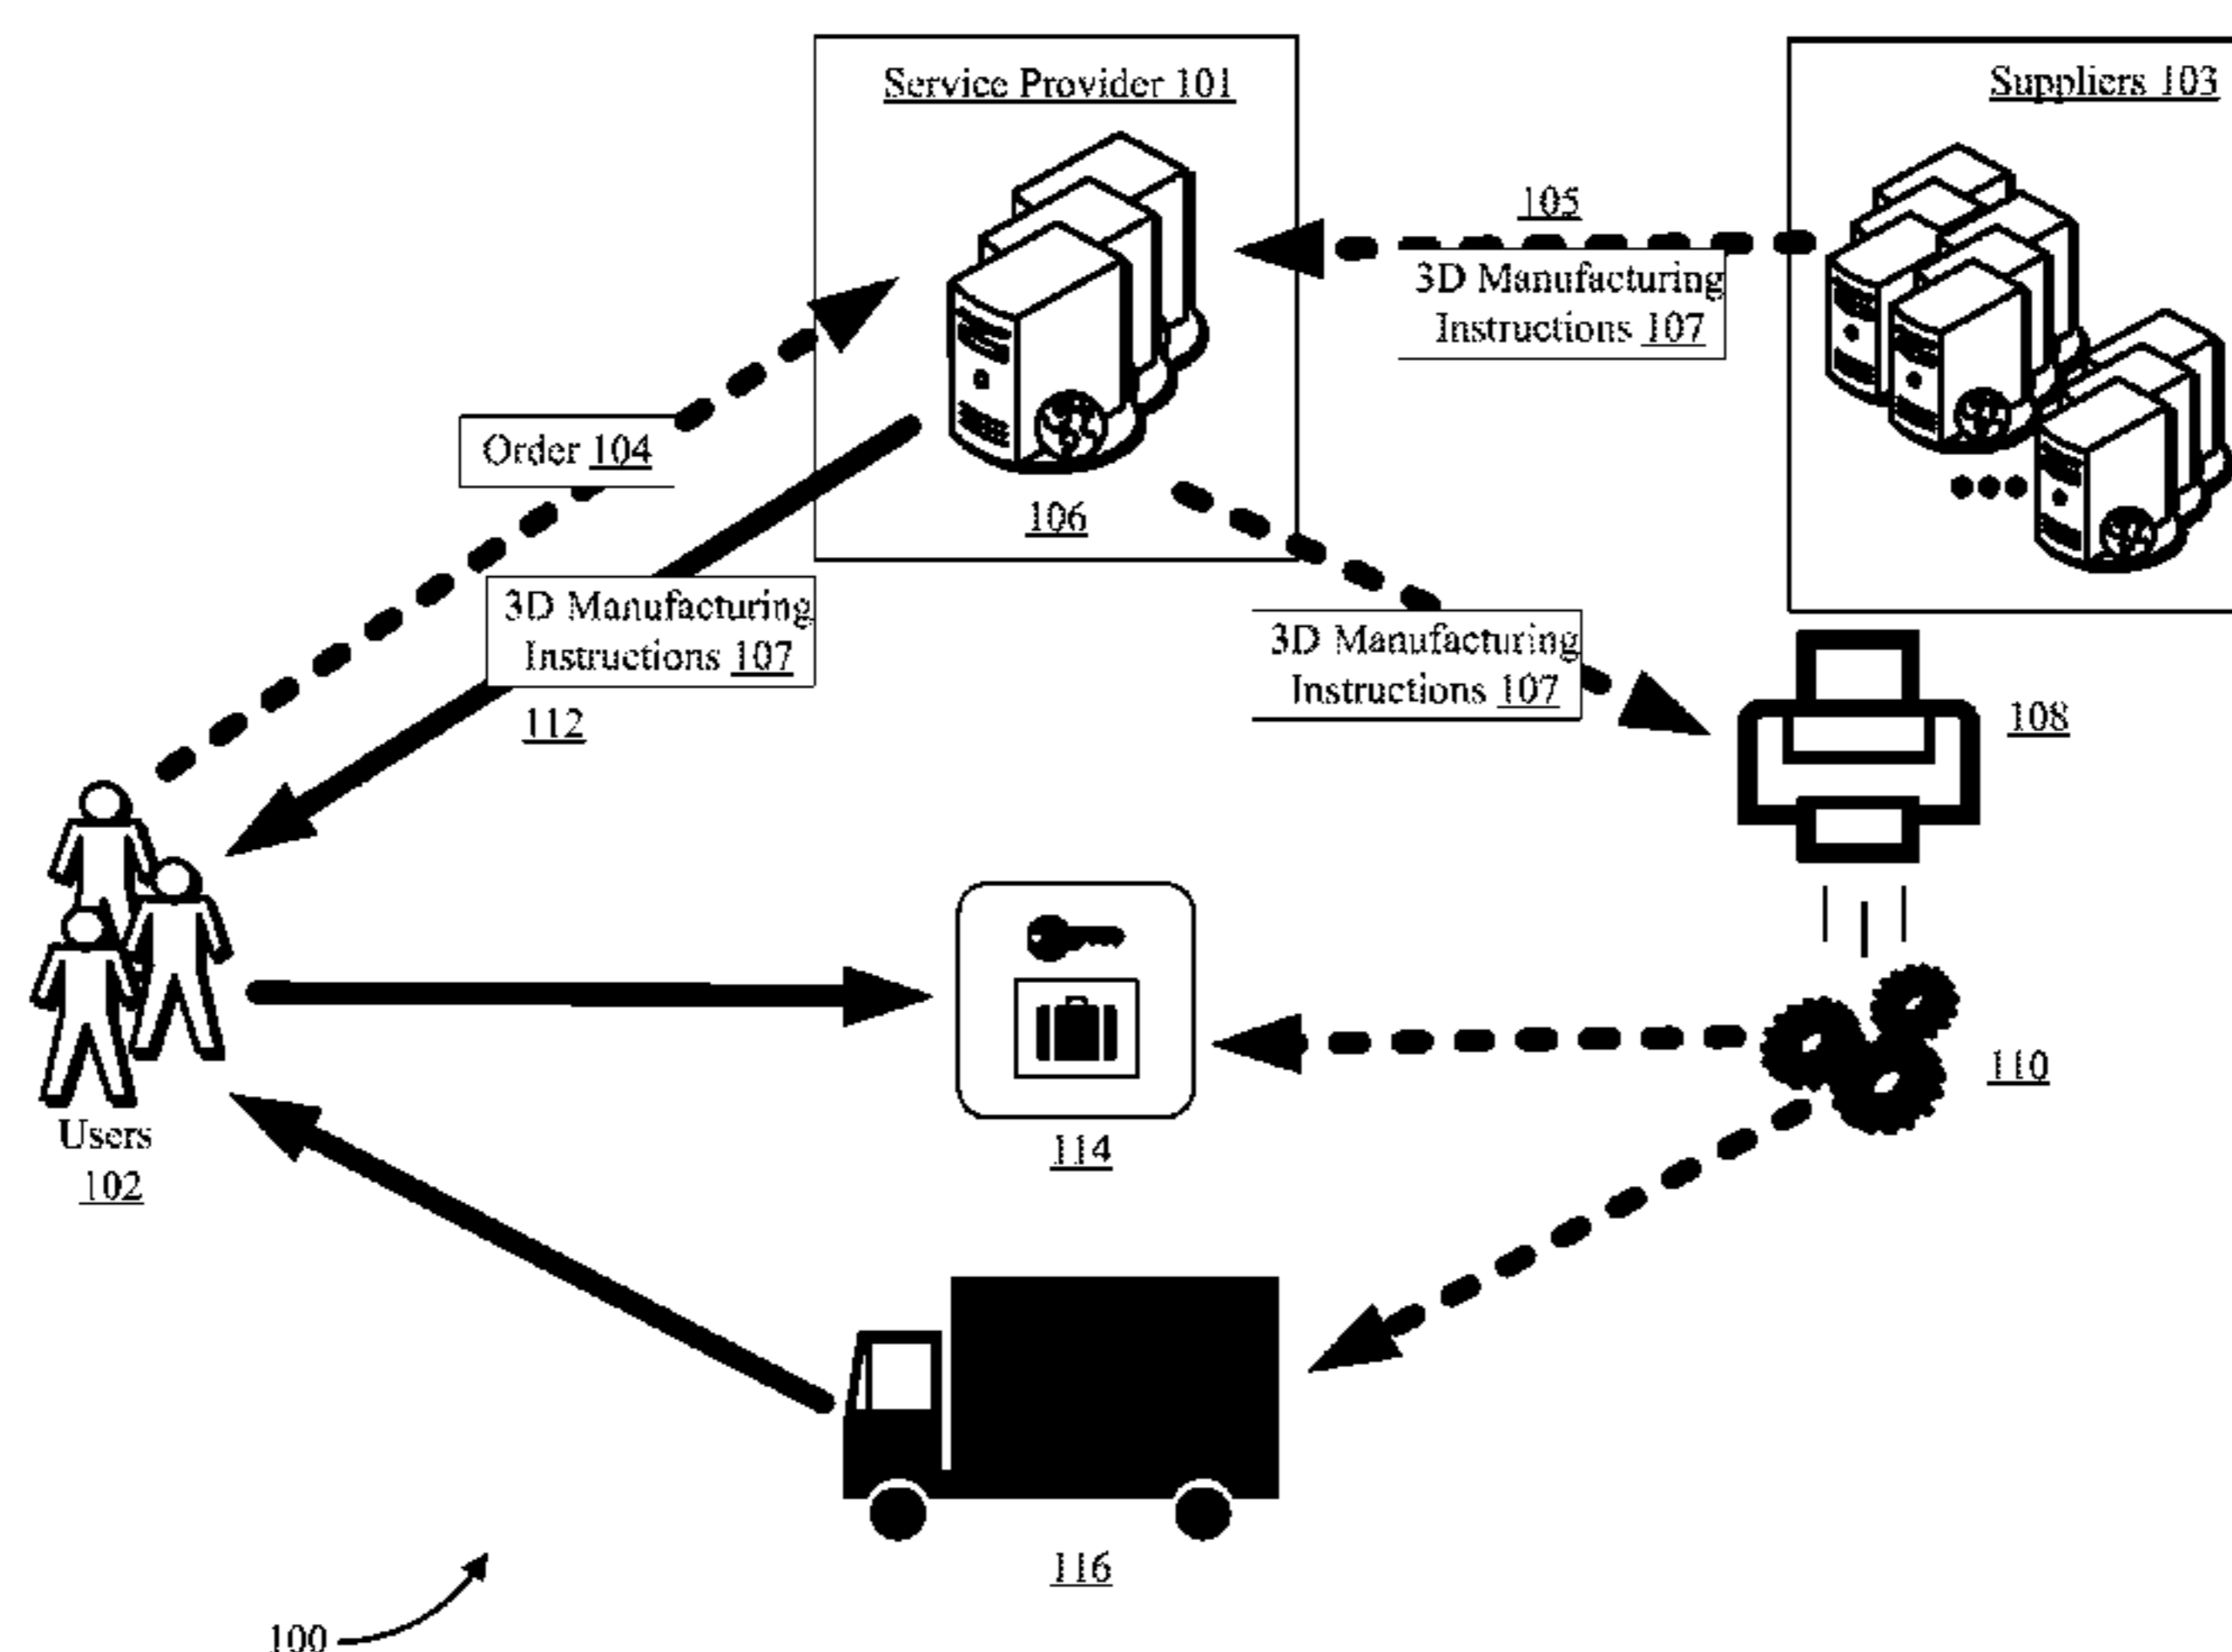 Service Provider 101
Suppliers 103
105
3D Manufacturing
Instructions 107
Order 104
106
3D Manufacturing
Instructions 107
112
3D Manufacturing
Instructions 107
108
110
Users
102
114
116
100